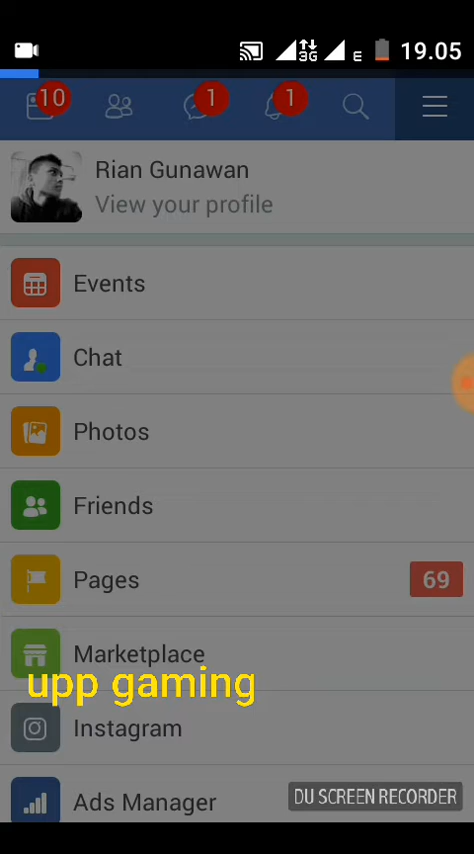 3G E 19.05
10 1 1
Rian Gunawan
View your profile
Events
Chat
Photos
Friends
Pages 69
Marketplace
upp gaming
Instagram
Ads Manager
DU SCREEN RECORDER